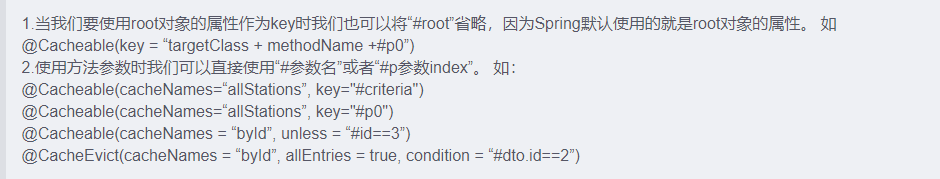 1.当我们要使用root对象的属性作为key时我们也可以将“#root”省略，因为Spring默认使用的就是root对象的属性。 如
@Cacheable(key = “targetClass + methodName +#p0”)
2.使用方法参数时我们可以直接使用“#参数名”或者“#p参数index”。 如：
@Cacheable(cacheNames=“allStations”, key="#criteria")
@Cacheable(cacheNames=“allStations”, key="#p0")
@Cacheable(cacheNames = “byId”, unless = “#id==3”)
@CacheEvict(cacheNames = “byId”, allEntries = true, condition = “#dto.id==2”)